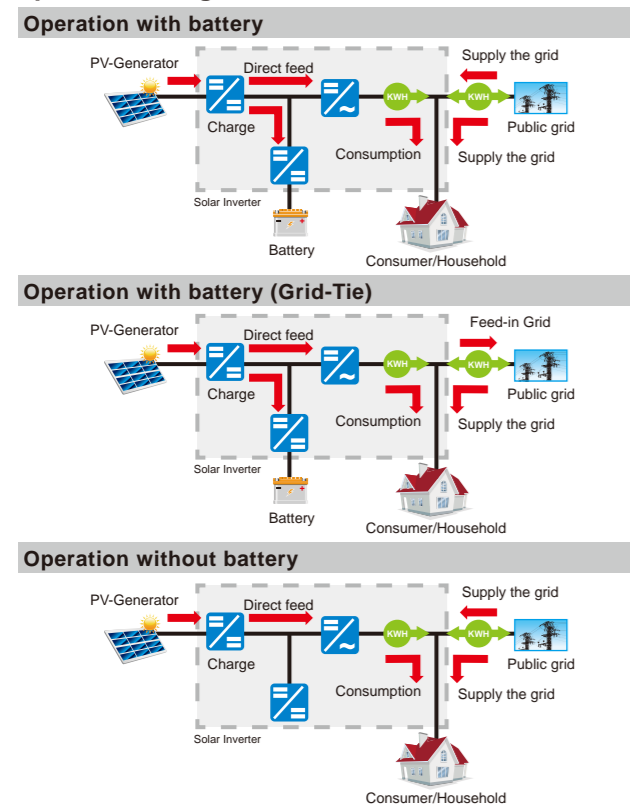 Operation with battery
PV-Generator
Direct feed
Supply the grid
KWH
KWH
Charge
Public grid
Consumption
Supply the grid
Solar Inverter
Battery
Consumer/Household
Operation with battery (Grid-Tie)
PV-Generator
Direct feed
Feed-in Grid
KWH
KWH
Charge
Public grid
Consumption
Supply the grid
Solar Inverter
Battery
Consumer/Household
Operation without battery
PV-Generator
Direct feed
Supply the grid
KWH
KWH
Charge
Public grid
Consumption
Supply the grid
Solar Inverter
Consumer/Household